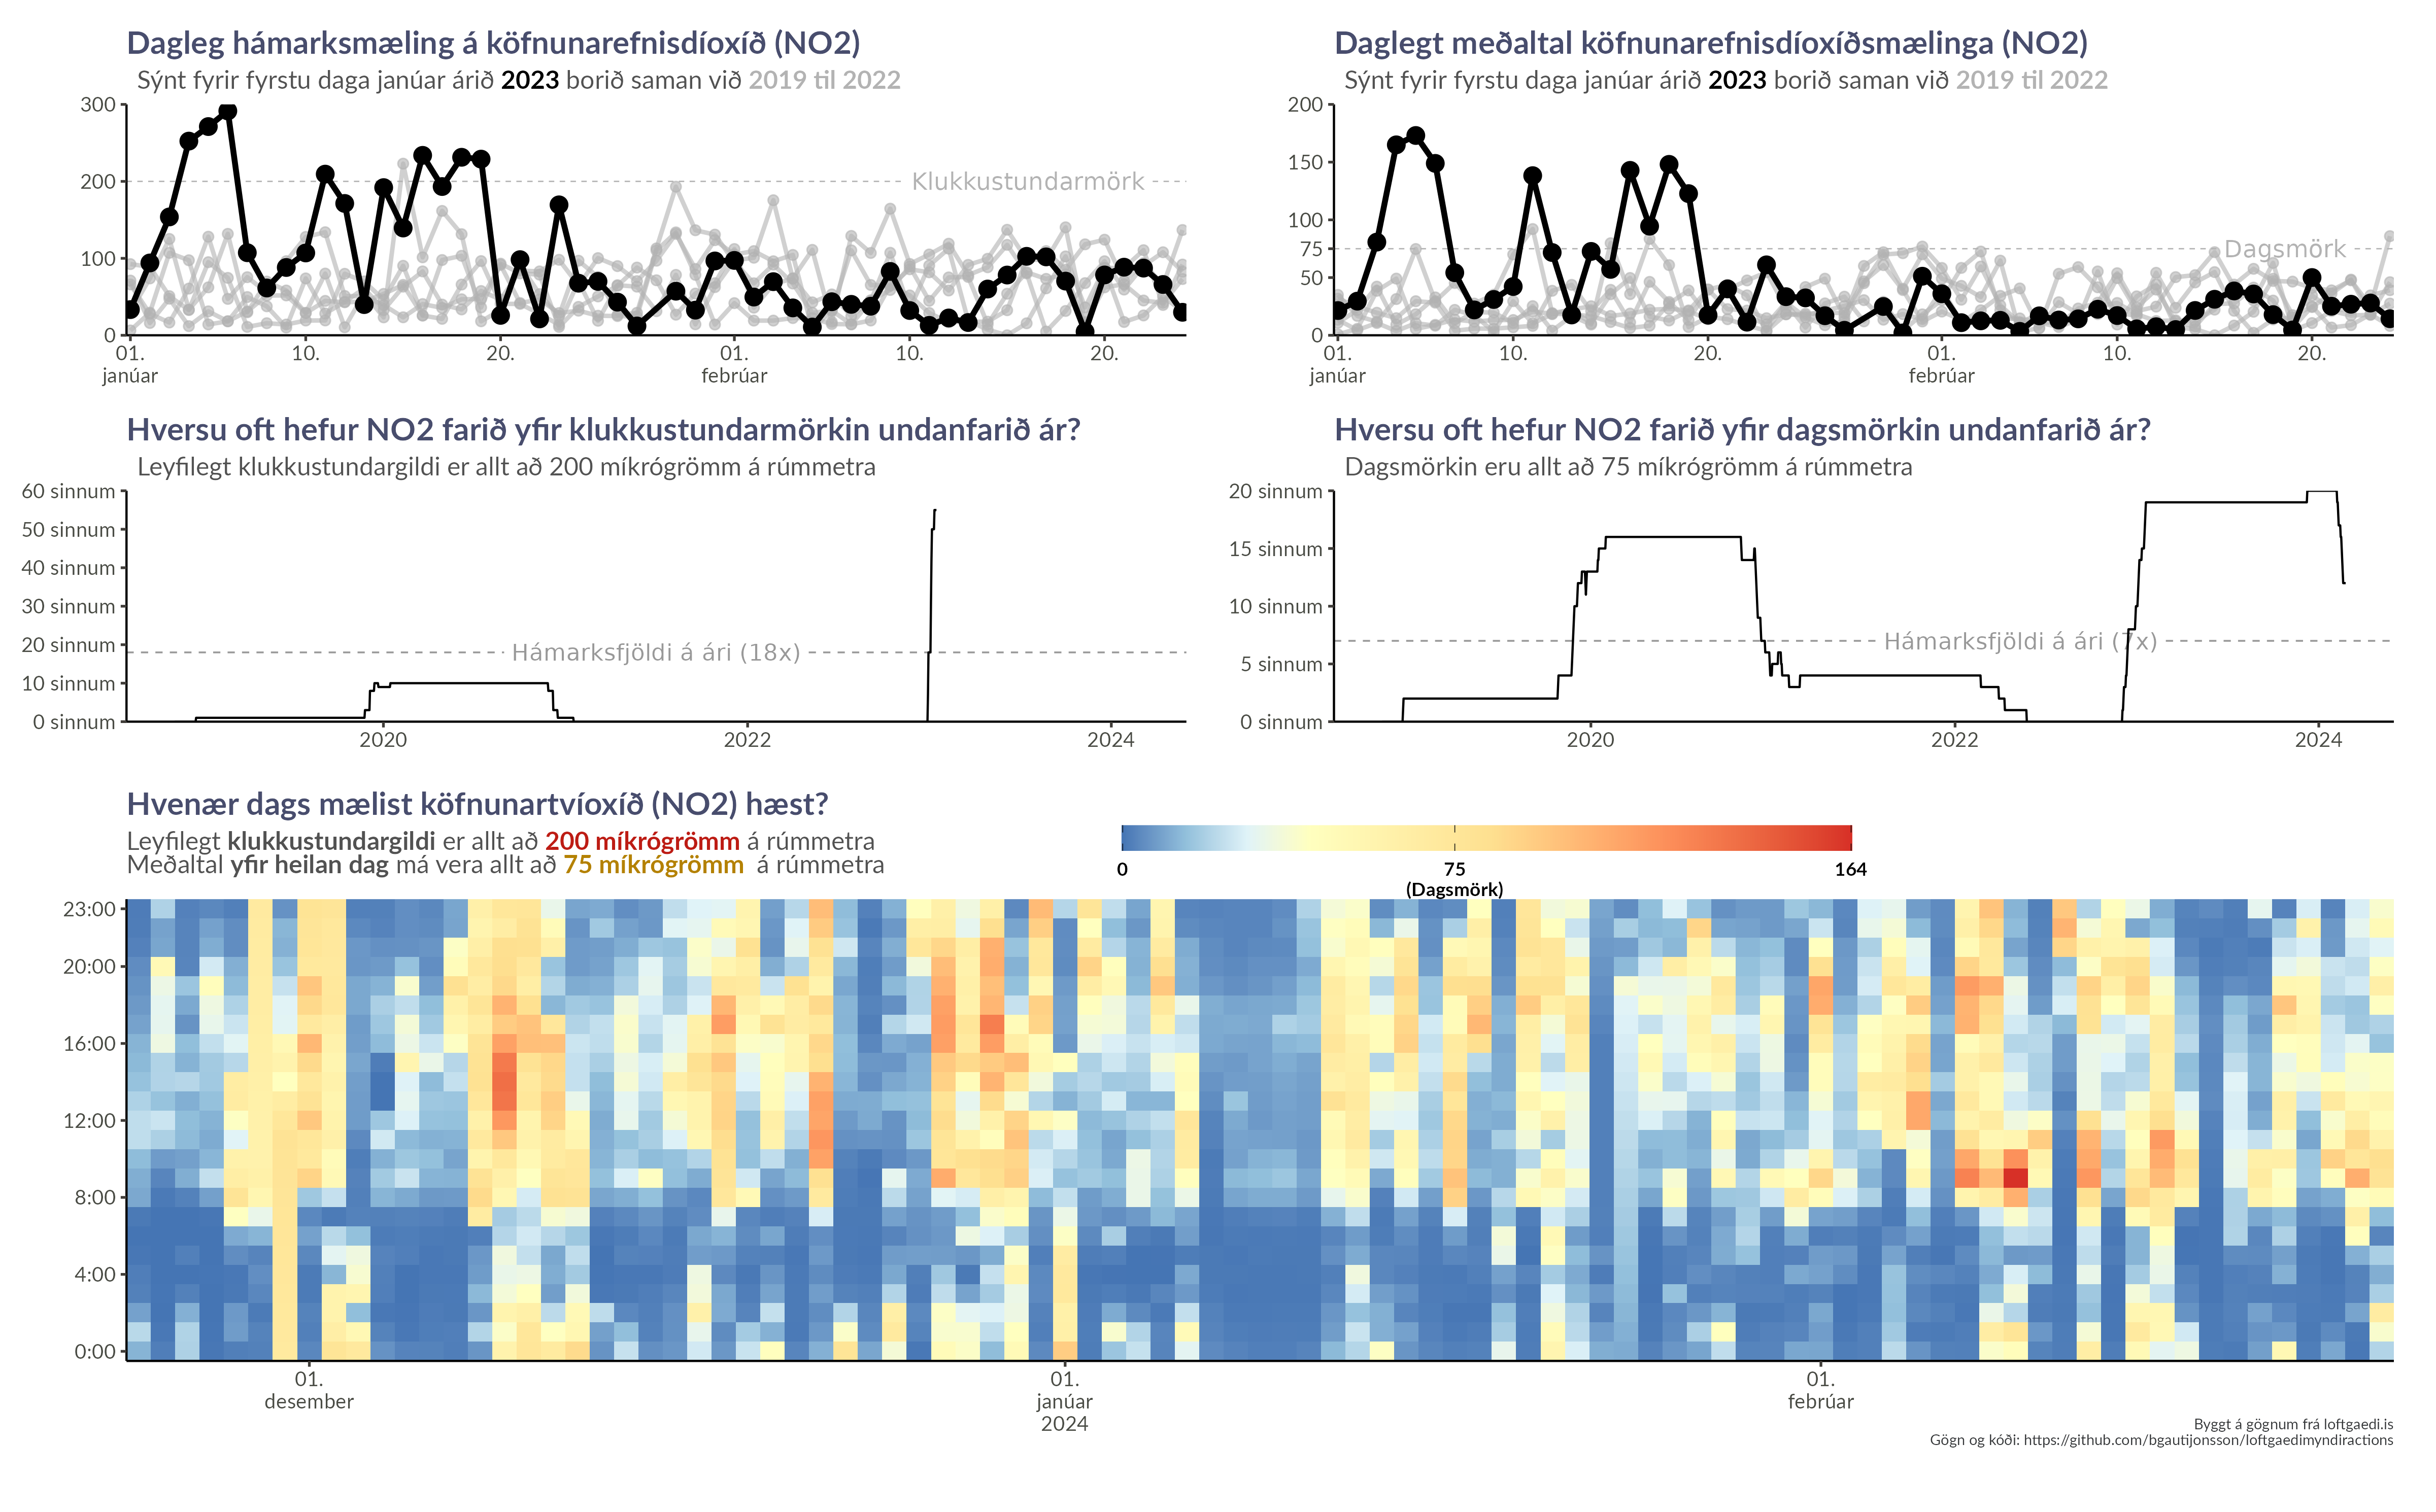 Dagleg hámarksmæling á köfnunarefnisdíoxíð (NO2)
Sýnt fyrir fyrstu daga janúar árið 2023 borið saman við 2019 til 2022
300
200
100
0
Klukkustundarmörk
01.
janúar
10.
20.
01.
febrúar
10.
20.
Daglegt meðaltal köfnunarefnisdíoxíðsmælinga (NO2)
Sýnt fyrir fyrstu daga janúar árið 2023 borið saman við 2019 til 2022
200
150
100
75
50
0
Dagsmörk
01.
janúar
10.
20.
01.
febrúar
10.
20.
Hversu oft hefur NO2 farið yfir klukkustundarmörkin undanfarið ár?
Leyfilegt klukkustundargildi er allt að 200 míkrógrömm á rúmmetra
60 sinnum
50 sinnum
40 sinnum
30 sinnum
20 sinnum
10 sinnum
0 sinnum
Hámarksfjöldi á ári (18x)
2020
2022
2024
Hversu oft hefur NO2 farið yfir dagsmörkin undanfarið ár?
Dagsmörkin eru allt að 75 míkrógrömm á rúmmetra
20 sinnum
15 sinnum
10 sinnum
5 sinnum
0 sinnum
Hámarksfjöldi á ári (7x)
2020
2022
2024
Hvenær dags mælist köfnunartvíoxíð (NO2) hæst?
Leyfilegt klukkustundargildi er allt að 200 míkrógrömm á rúmmetra
Meðaltal yfir heilan dag má vera allt að 75 míkrógrömm á rúmmetra
0
75
(Dagsmörk)
164
23:00
20:00
16:00
12:00
8:00
4:00
0:00
01.
desember
01.
janúar
2024
01.
febrúar
Byggt á gögnum frá loftgaedi.is
Gögn og kóði: https://github.com/bgautijonsson/loftgaedimyndiractions